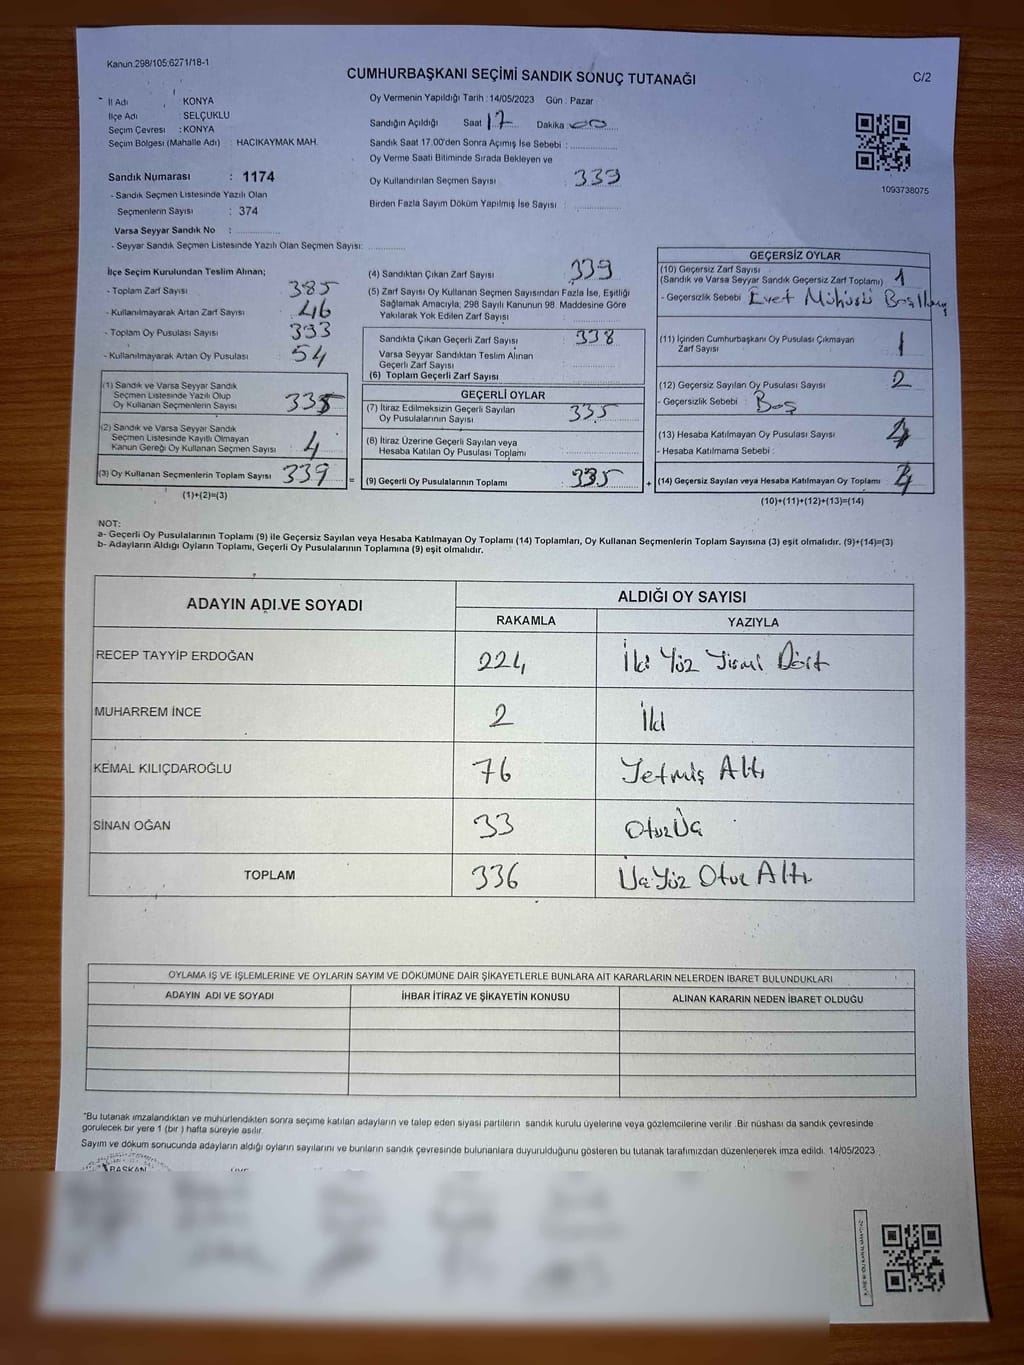 Kanun.298/105;6271/18-1
CUMHURBAŞKANI SEÇİMİ SANDIK SONUÇ TUTANAĞI
C/2
İl Adı : KONYA
İlçe Adı : SELÇUKLU
Seçim Çevresi : KONYA
Seçim Bölgesi (Mahalle Adı) : HACIKAYMAK MAH.
Sandık Numarası : 1174
- Sandık Seçmen Listesinde Yazılı Olan
Seçmenlerin Sayısı : 374
Varsa Seyyar Sandık No :
- Seyyar Sandık Seçmen Listesinde Yazılı Olan Seçmen Sayısı:
Oy Vermenin Yapıldığı Tarih : 14/05/2023 Gün : Pazar
Sandığın Açıldığı Saat 17 Dakika 00
Sandık Saat 17:00'den Sonra Açımış İse Sebebi :
Oy Verme Saati Bitiminde Sırada Bekleyen ve
Oy Kullandırılan Seçmen Sayısı : 339
Birden Fazla Sayım Döküm Yapılmış İse Sayısı :
1093738075
İlçe Seçim Kurulundan Teslim Alınan;
- Toplam Zarf Sayısı 385
- Kullanılmayarak Artan Zarf Sayısı 46
- Toplam Oy Pusulası Sayısı 393
- Kullanılmayarak Artan Oy Pusulası 54
(1) Sandık ve Varsa Seyyar Sandık
Seçmen Listesinde Yazılı Olup
Oy Kullanan Seçmenlerin Sayısı 335
(2) Sandık ve Varsa Seyyar Sandık
Seçmen Listesinde Kayıtlı Olmayan
Kanun Gereği Oy Kullanan Seçmen Sayısı 4
(3) Oy Kullanan Seçmenlerin Toplam Sayısı 339 =
(1)+(2)=(3)
(4) Sandıktan Çıkan Zarf Sayısı 339
(5) Zarf Sayısı Oy Kullanan Seçmen Sayısından Fazla İse, Eşitliği
Sağlamak Amacıyla; 298 Sayılı Kanunun 98. Maddesine Göre
Yakılarak Yok Edilen Zarf Sayısı :
Sandıkta Çıkan Geçerli Zarf Sayısı : 338
Varsa Seyyar Sandıktan Teslim Alınan
Geçerli Zarf Sayısı :
(6) Toplam Geçerli Zarf Sayısı :
GEÇERLİ OYLAR
(7) İtiraz Edilmeksizin Geçerli Sayılan
Oy Pusulalarının Sayısı : 335
(8) İtiraz Üzerine Geçerli Sayılan veya
Hesaba Katılan Oy Pusulası Toplamı :
(9) Geçerli Oy Pusulalarının Toplamı : 335 +
GEÇERSİZ OYLAR
(10) Geçersiz Zarf Sayısı
(Sandık ve Varsa Seyyar Sandık Geçersiz Zarf Toplamı) : 1
- Geçersizlik Sebebi : Evet Mühürlü
(11) İçinden Cumhurbaşkanı Oy Pusulası Çıkmayan
Zarf Sayısı : 1
(12) Geçersiz Sayılan Oy Pusulası Sayısı : 2
- Geçersizlik Sebebi : Boş
(13) Hesaba Katılmayan Oy Pusulası Sayısı :
- Hesaba Katılmama Sebebi :
(14) Geçersiz Sayılan veya Hesaba Katılmayan Oy Toplamı :
(10)+(11)+(12)+(13)=(14)
NOT:
a- Geçerli Oy Pusulalarının Toplamı (9) ile Geçersiz Sayılan veya Hesaba Katılmayan Oy Toplamı (14) Toplamları, Oy Kullanan Seçmenlerin Toplam Sayısına (3) eşit olmalıdır. (9)+(14)=(3)
b- Adayların Aldığı Oyların Toplamı, Geçerli Oy Pusulalarının Toplamına (9) eşit olmalıdır.
ADAYIN ADI VE SOYADI
ALDIĞI OY SAYISI
RAKAMLA YAZIYLA
RECEP TAYYİP ERDOĞAN 224 İki Yüz Yirmi Dört
MUHARREM İNCE 2 İki
KEMAL KILIÇDAROĞLU 76 Yetmiş Altı
SİNAN OĞAN 33 Otuz Üç
TOPLAM 336 Üç Yüz Otuz Altı
OYLAMA İŞ VE İŞLEMLERİNE VE OYLARIN SAYIM VE DÖKÜMÜNE DAİR ŞİKAYETLERLE BUNLARA AİT KARARLARIN NELERDEN İBARET BULUNDUKLARI
ADAYIN ADI VE SOYADI İHBAR İTİRAZ VE ŞİKAYETİN KONUSU ALINAN KARARIN NEDEN İBARET OLDUĞU
"Bu tutanak imzalandıktan ve mühürlendikten sonra seçime katılan adayların ve talep eden siyasi partilerin sandık kurulu üyelerine veya gözlemcilerine verilir. Bir nüshası da sandık çevresinde
görülecek bir yere 1 (bir) hafta süreyle asılır.
Sayım ve döküm sonucunda adayların aldığı oyların sayılarını ve bunların sandık çevresinde bulunanlara duyurulduğunu gösteren bu tutanak tarafımızdan düzenlenerek imza edildi. 14/05/2023
BAŞKAN